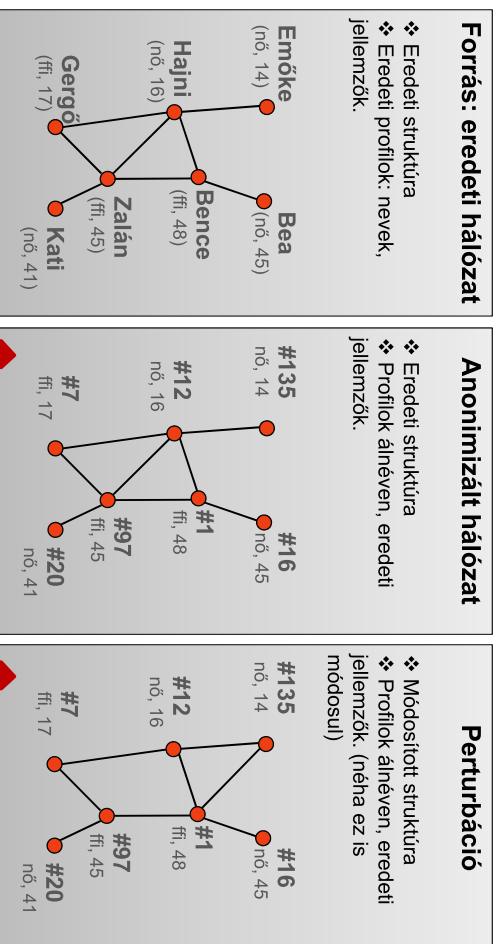 Forrás: eredeti hálózat
❖ Eredeti struktúra
❖ Eredeti profilok: nevek,
jellemzők.
Emőke
(nő, 14)
Bea
(nő, 45)
Hajni
(nő, 16)
Bence
(ffi, 48)
Gergő
(ffi, 17)
Zalán
(ffi, 45)
Kati
(nő, 41)
Anonimizált hálózat
❖ Eredeti struktúra
❖ Profilok álnéven, eredeti
jellemzők.
#135
nő, 14
#16
nő, 45
#12
nő, 16
#1
ffi, 48
#7
ffi, 17
#97
ffi, 45
#20
nő, 41
Perturbáció
❖ Módosított struktúra
❖ Profilok álnéven, eredeti
jellemzők. (néha ez is
módosul)
#135
nő, 14
#16
nő, 45
#12
nő, 16
#1
ffi, 48
#7
ffi, 17
#97
ffi, 45
#20
nő, 41